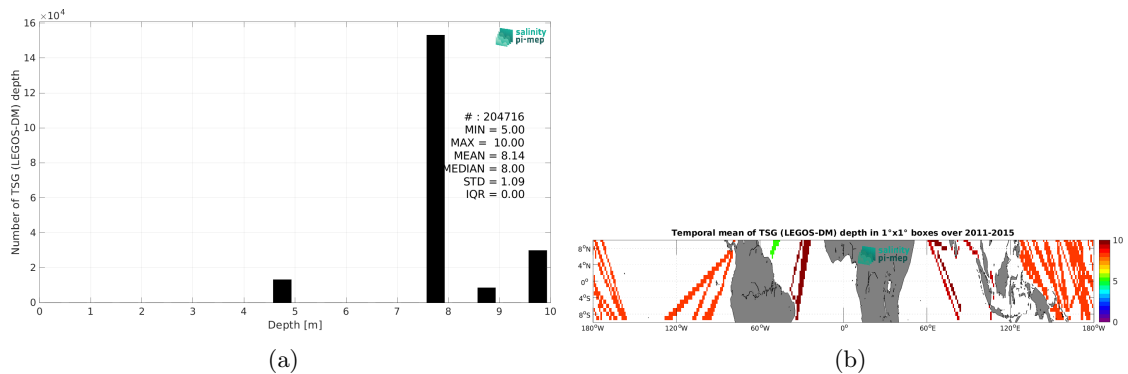 ×10⁴
16
14
12
10
8
6
4
2
0
Number of TSG (LEGOS-DM) depth
salinity
pi-mep
# : 204716
MIN = 5.00
MAX = 10.00
MEAN = 8.14
MEDIAN = 8.00
STD = 1.09
IQR = 0.00
0 1 2 3 4 5 6 7 8 9 10
Depth [m]
(a)
Temporal mean of TSG (LEGOS-DM) depth in 1°x1° boxes over 2011-2015
salinity
pi-mep
8°N
4°N
0°
4°S
8°S
180°W 120°W 60°W 0° 60°E 120°E 180°W
10
5
0
(b)